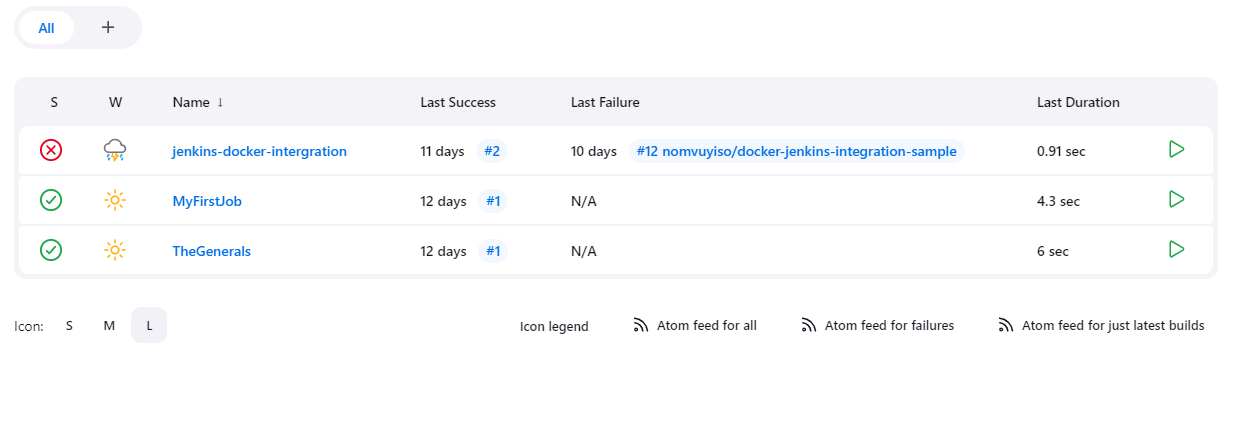 All +
S W Name ↓ Last Success Last Failure Last Duration
jenkins-docker-intergration 11 days #2 10 days #12 nomvuyiso/docker-jenkins-integration-sample 0.91 sec
MyFirstJob 12 days #1 N/A 4.3 sec
TheGenerals 12 days #1 N/A 6 sec
Icon: S M L Icon legend Atom feed for all Atom feed for failures Atom feed for just latest builds